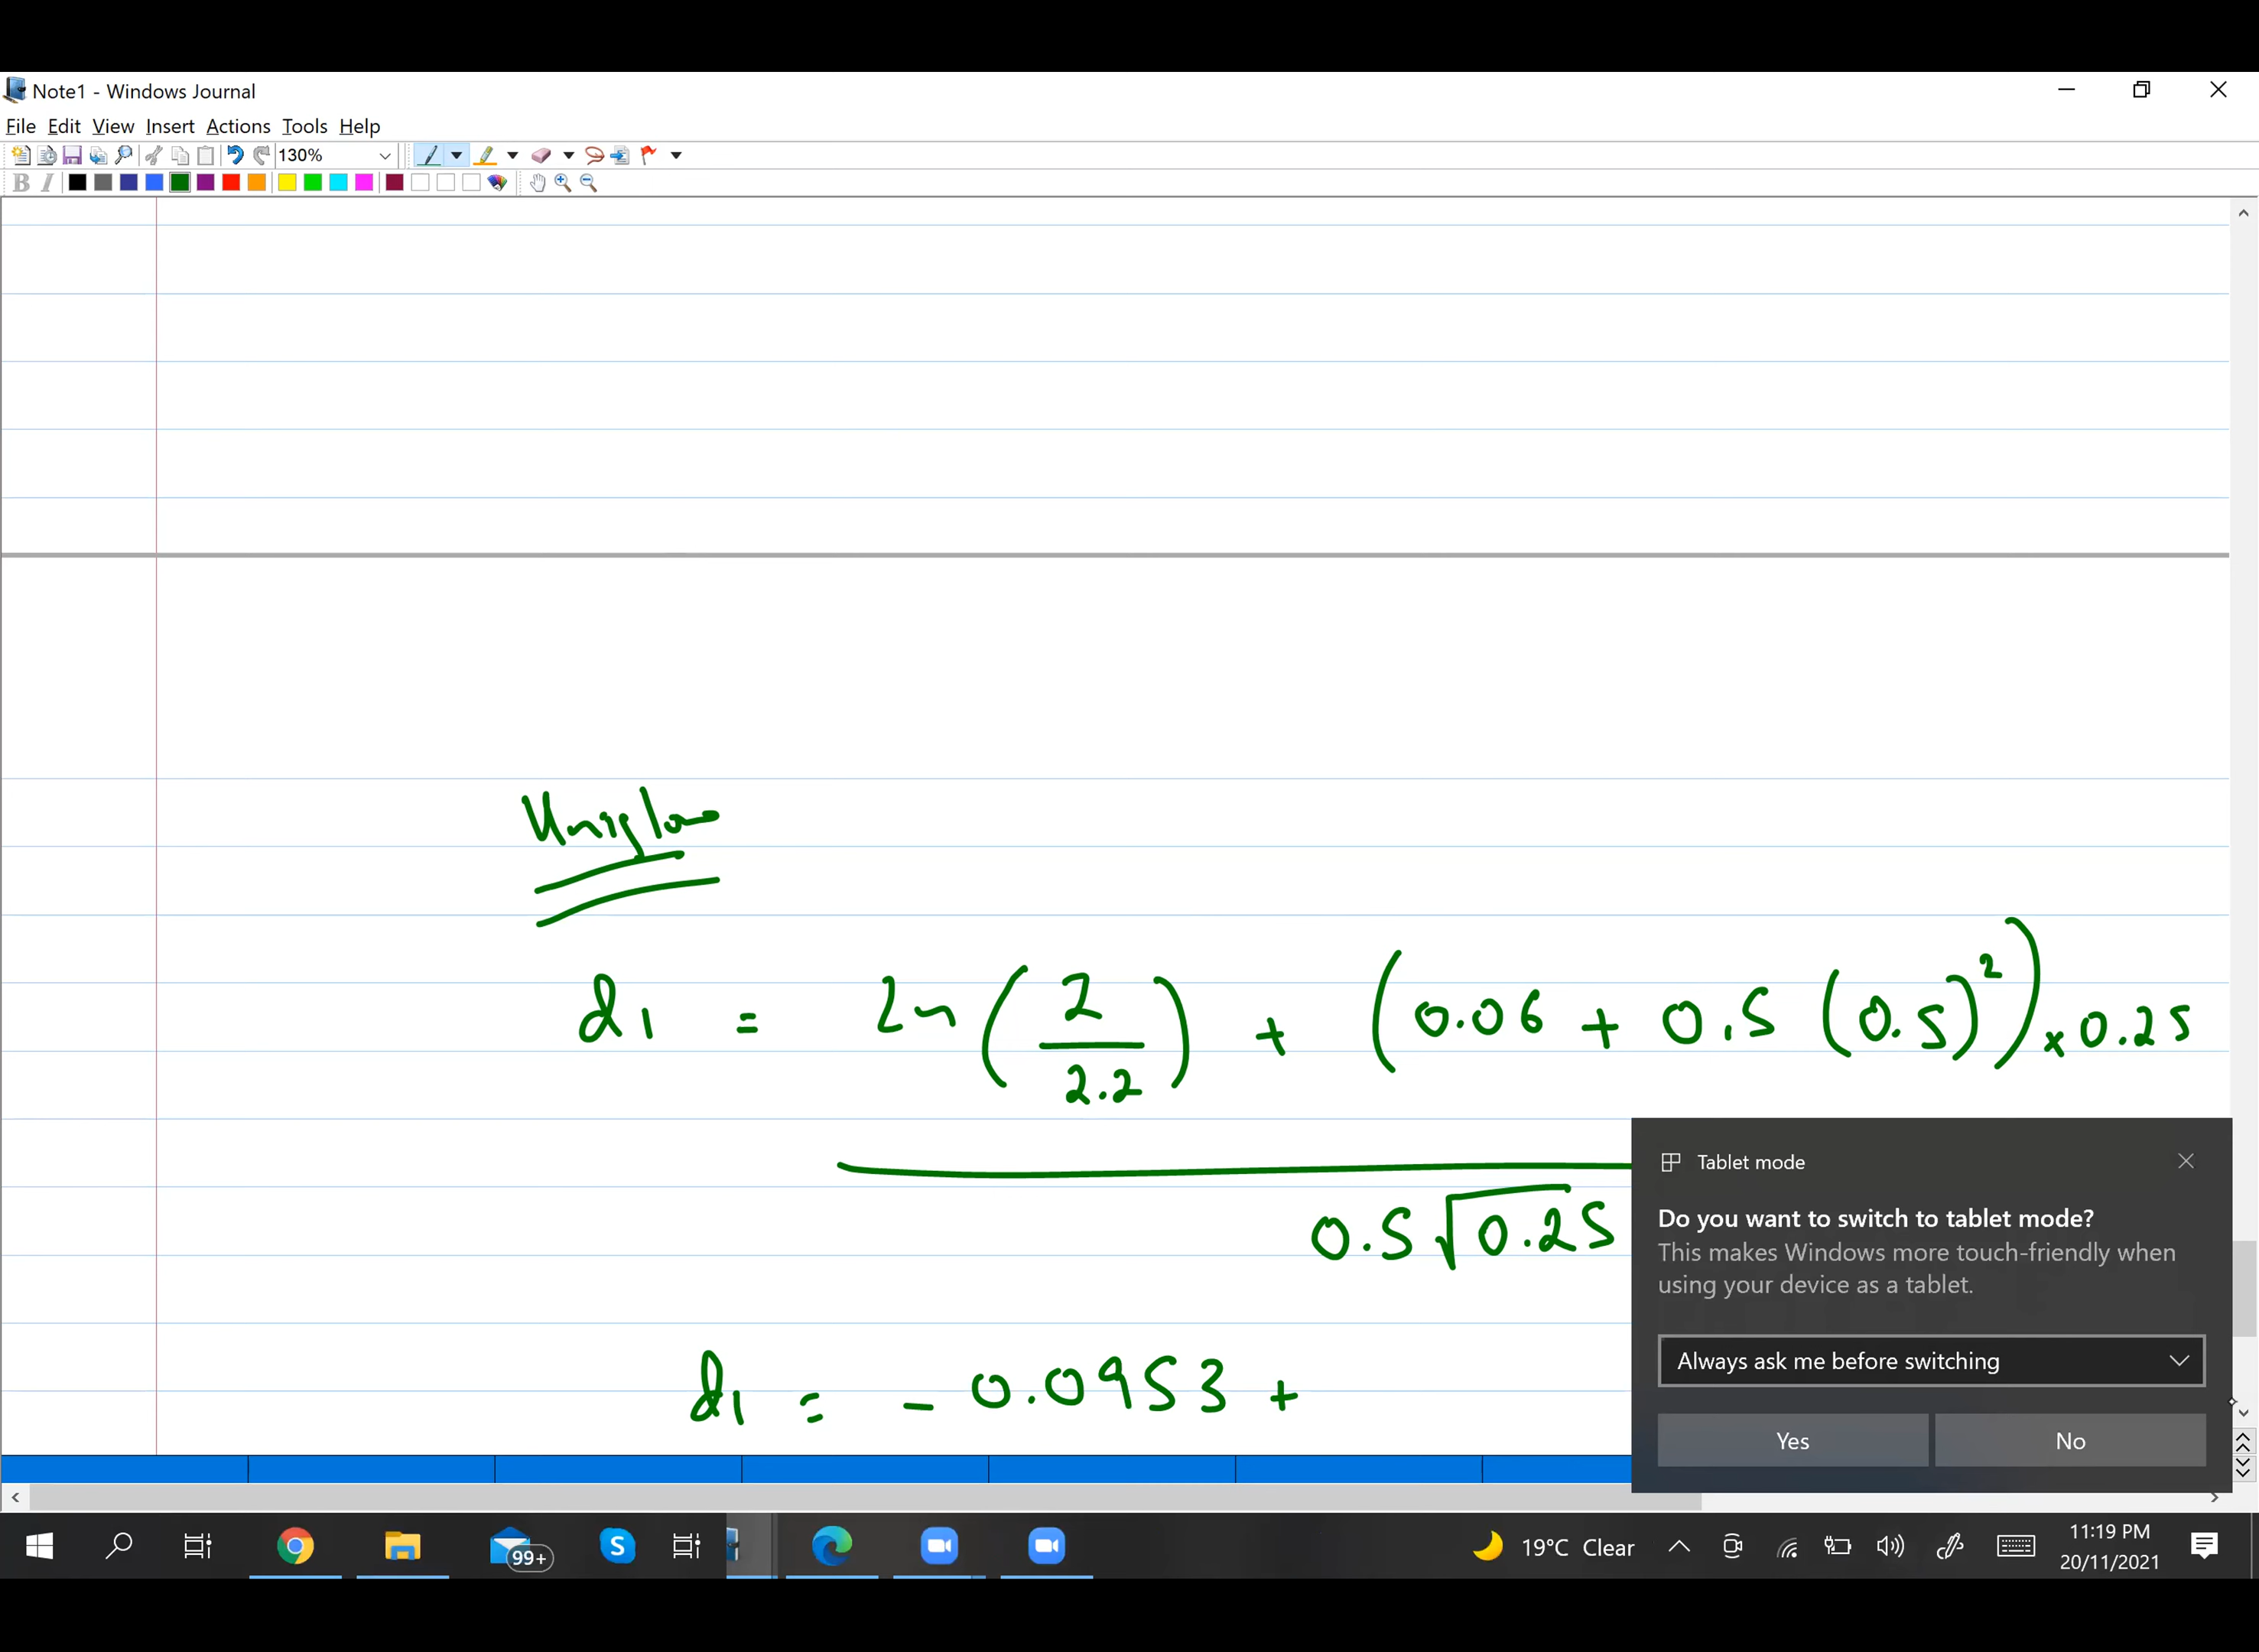 Note1 - Windows Journal
File Edit View Insert Actions Tools Help
130%
B I
Uniglow
d1 = ln(2/2.2) + (0.06 + 0.5 (0.5)²) × 0.25
0.5√0.25
d1 = - 0.0953 +
Tablet mode
Do you want to switch to tablet mode?
This makes Windows more touch-friendly when
using your device as a tablet.
Always ask me before switching
Yes No
99+ S 19°C Clear 11:19 PM
20/11/2021